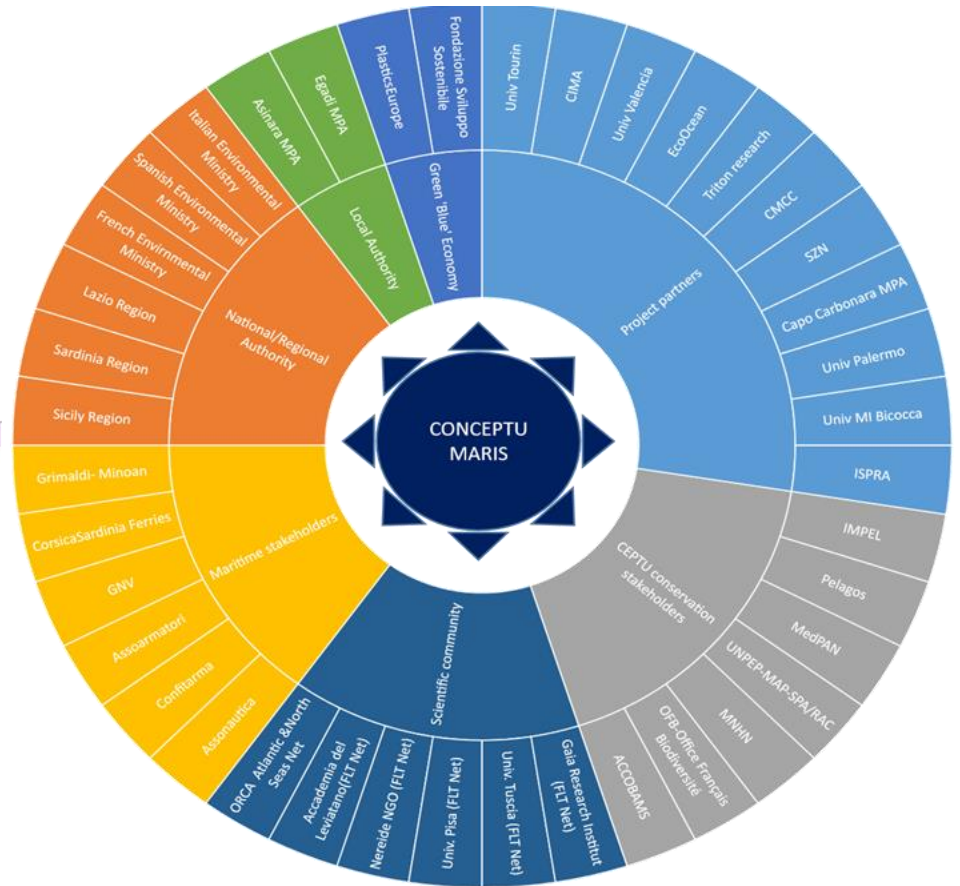 CONCEPTU
MARIS
Project partners
Univ Tourin
CIMA
Univ Valencia
EcoOcean
Triton research
CMCC
SZN
Capo Carbonara MPA
Univ Palermo
Univ MI Bicocca
ISPRA
CEPTU conservation
stakeholders
IMPEL
Pelagos
MedPAN
UNPEP-MAP-SPA/RAC
MNHN
OFB-Office Français
Biodiversité
ACCOBAMS
Scientific community
Gaia Research Institut
(FLT Net)
Univ. Tuscia (FLT Net)
Univ. Pisa (FLT Net)
Nereide NGO (FLT Net)
Accademia del
Leviatano(FLT Net)
ORCA Atlantic &North
Seas Net
Maritime stakeholders
Assonautica
Confitarma
Assoarmatori
GNV
CorsicaSardinia Ferries
Grimaldi- Minoan
National/Regional
Authority
Sicily Region
Sardinia Region
Lazio Region
French Envirnmental
Ministry
Spanish Environmental
Ministry
Italian Environmental
Ministry
Local Authority
Asinara MPA
Egadi MPA
Green 'Blue' Economy
PlasticsEurope
Fondazione Sviluppo
Sostenibile